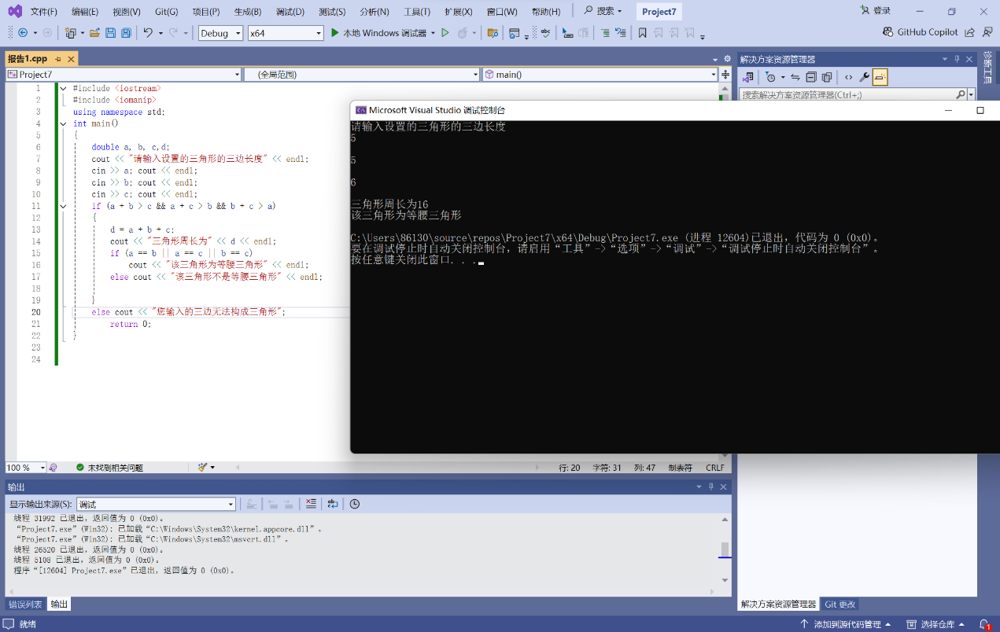 文件(F) 编辑(E) 视图(V) Git(G) 项目(P) 生成(B) 调试(D) 测试(S) 分析(N) 工具(T) 扩展(X) 窗口(W) 帮助(H) 搜索 Project7 登录
Debug x64 本地 Windows 调试器 GitHub Copilot
报告1.cpp
Project7 (全局范围) main()
1 #include <iostream>
2 #include <iomanip>
3 using namespace std;
4 int main()
5 {
6 double a, b, c,d;
7 cout << "请输入设置的三角形的三边长度" << endl;
8 cin >> a; cout << endl;
9 cin >> b; cout << endl;
10 cin >> c; cout << endl;
11 if (a + b > c && a + c > b && b + c > a)
12 {
13 d = a + b + c;
14 cout << "三角形周长为" << d << endl;
15 if (a == b || a == c || b == c)
16 cout << "该三角形为等腰三角形" << endl;
17 else cout << "该三角形不是等腰三角形" << endl;
18
19 }
20 else cout << "您输入的三边无法构成三角形";
21 return 0;
22 }
23
24
解决方案资源管理器
搜索解决方案资源管理器(Ctrl+;)
诊断工具
Microsoft Visual Studio 调试控制台
请输入设置的三角形的三边长度
5
5
6
三角形周长为16
该三角形为等腰三角形
C:\Users\86130\source\repos\Project7\x64\Debug\Project7.exe (进程 12604)已退出，代码为 0 (0x0)。
要在调试停止时自动关闭控制台，请启用“工具”->“选项”->“调试”->“调试停止时自动关闭控制台”。
按任意键关闭此窗口. . .
100 % 未找到相关问题 行: 20 字符: 31 列: 47 制表符 CRLF
输出
显示输出来源(S): 调试
线程 31992 已退出，返回值为 0 (0x0)。
“Project7.exe”(Win32): 已加载“C:\Windows\System32\kernel.appcore.dll”。
“Project7.exe”(Win32): 已加载“C:\Windows\System32\msvcrt.dll”。
线程 26520 已退出，返回值为 0 (0x0)。
线程 5108 已退出，返回值为 0 (0x0)。
程序“[12604] Project7.exe”已退出，返回值为 0 (0x0)。
错误列表 输出
解决方案资源管理器 Git 更改
就绪 添加到源代码管理 选择仓库 1